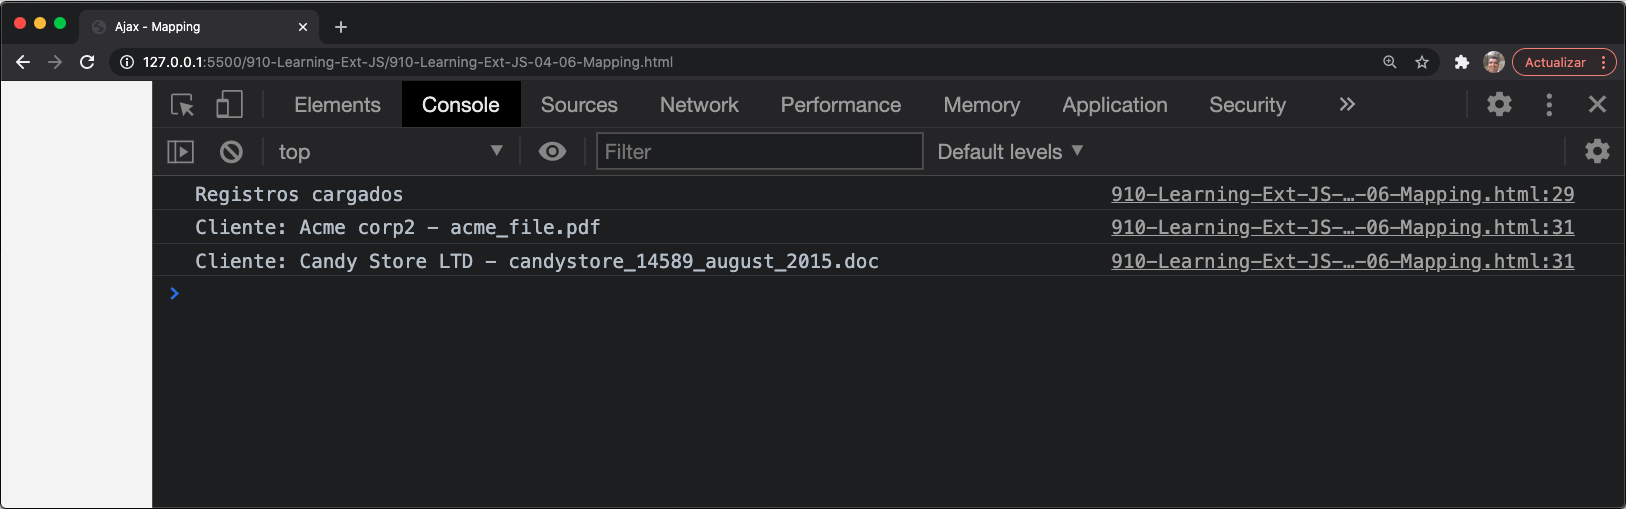 Ajax - Mapping
127.0.0.1:5500/910-Learning-Ext-JS/910-Learning-Ext-JS-04-06-Mapping.html
Actualizar
Elements Console Sources Network Performance Memory Application Security
top Filter Default levels
Registros cargados 910-Learning-Ext-JS-…-06-Mapping.html:29
Cliente: Acme corp2 - acme_file.pdf 910-Learning-Ext-JS-…-06-Mapping.html:31
Cliente: Candy Store LTD - candystore_14589_august_2015.doc 910-Learning-Ext-JS-…-06-Mapping.html:31